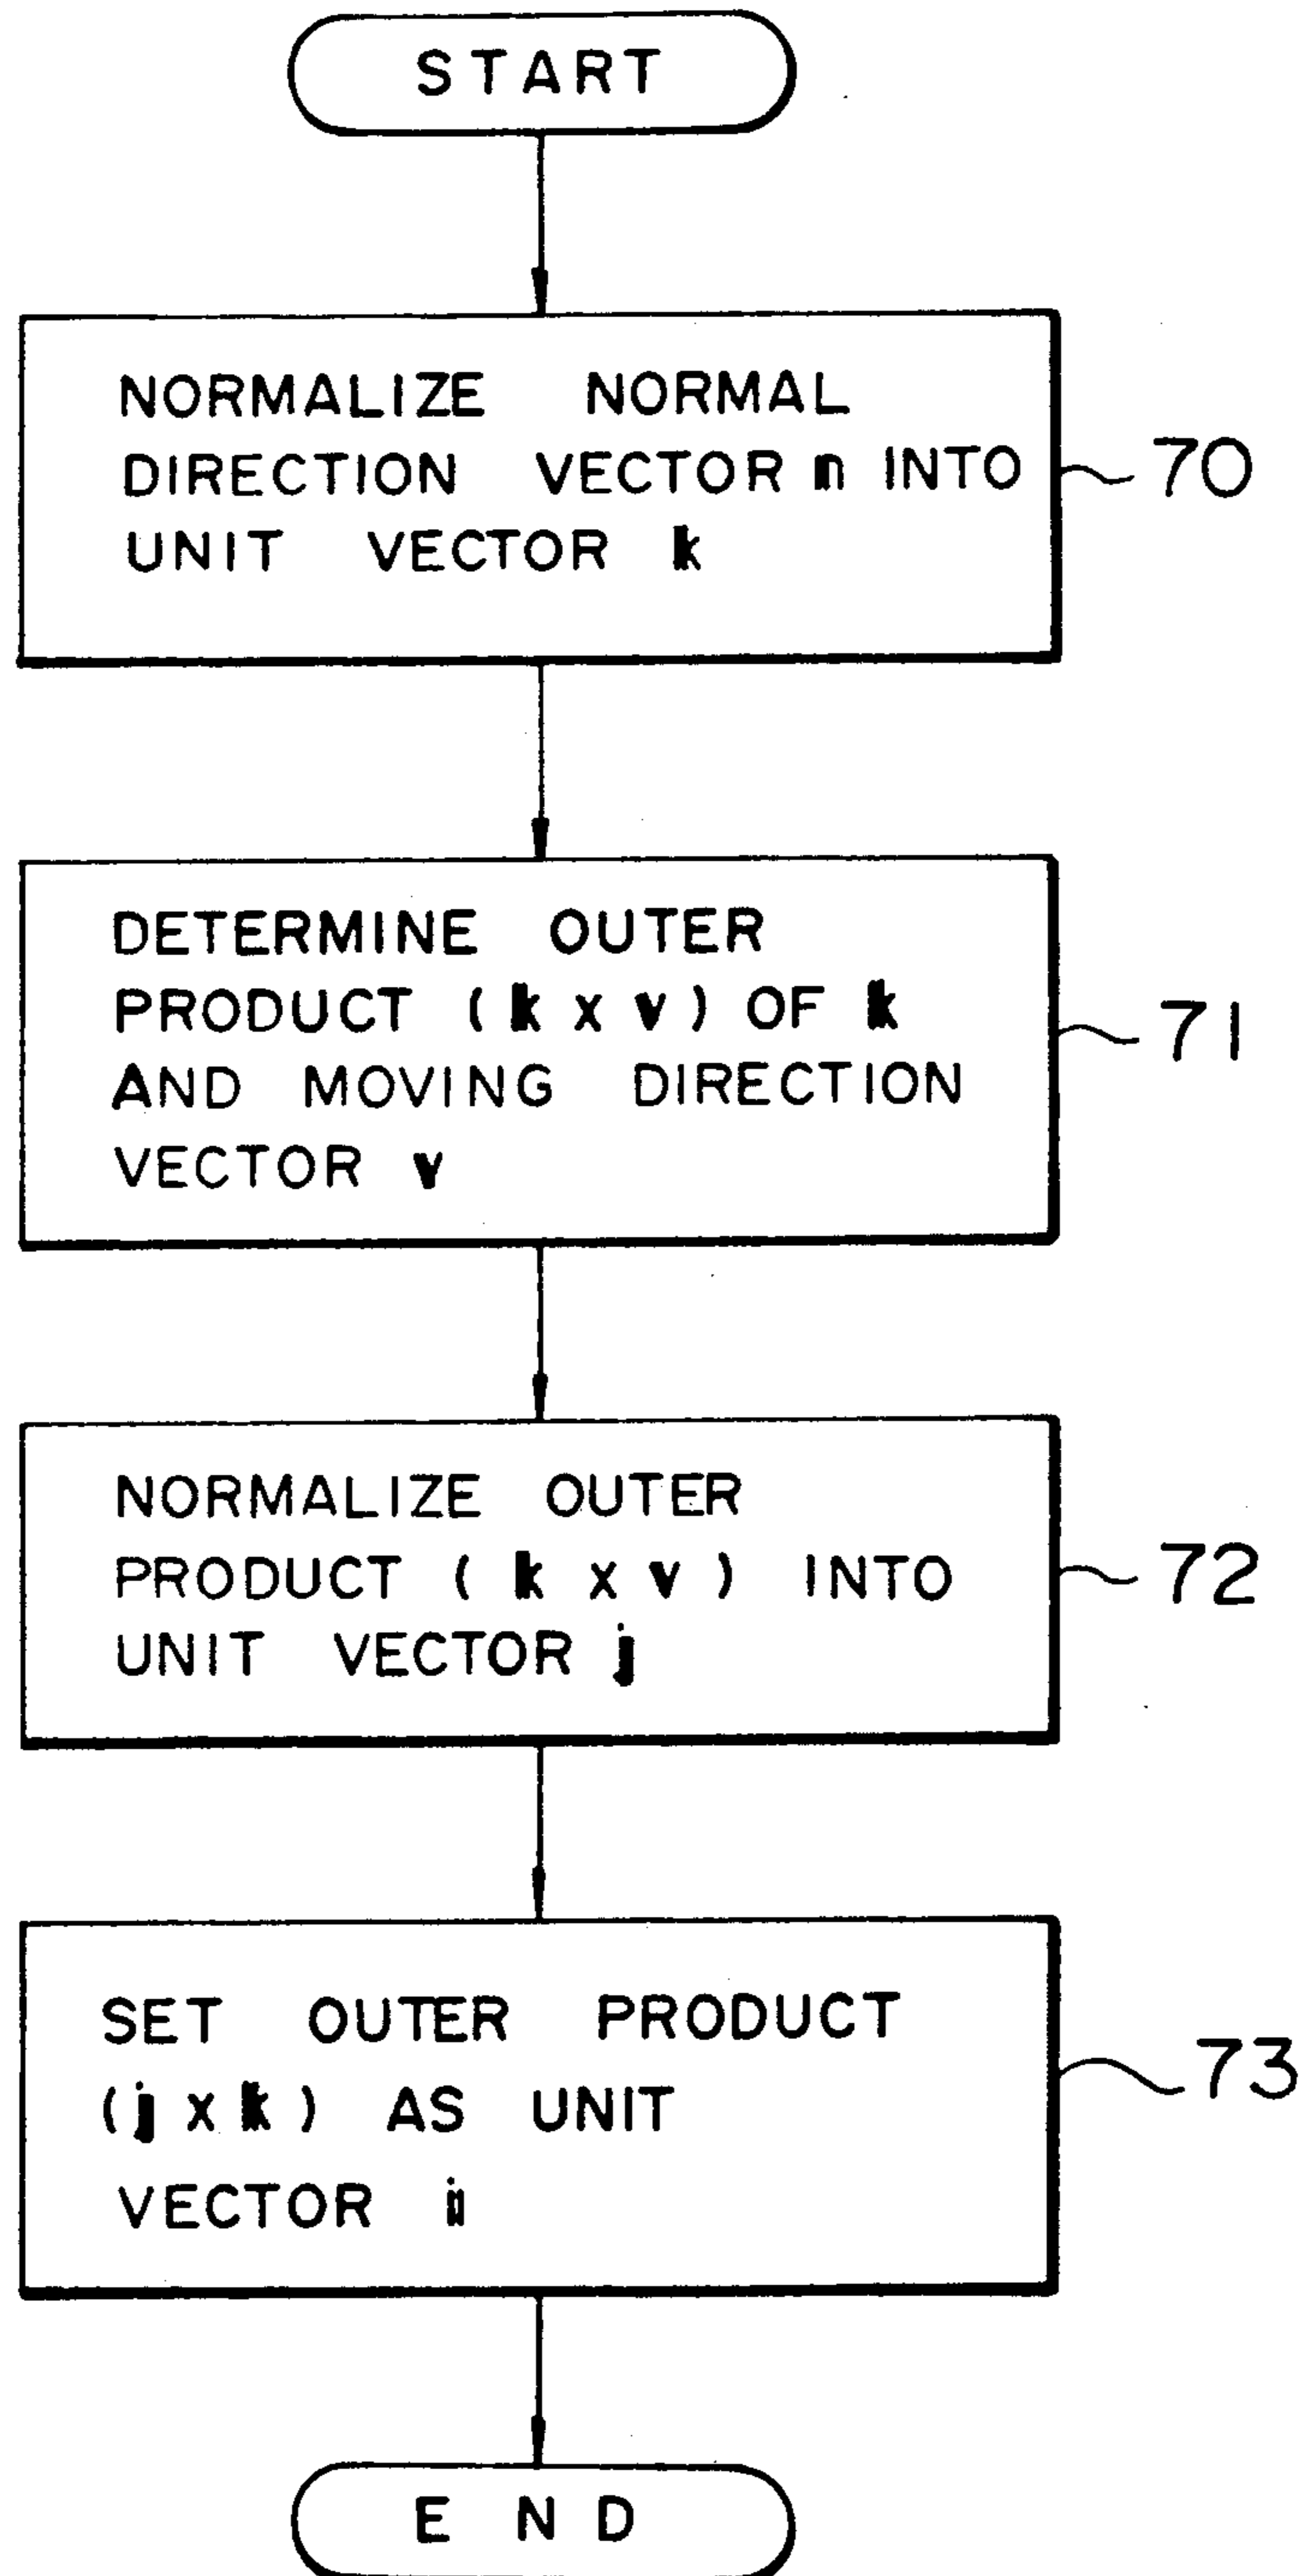 START
NORMALIZE NORMAL
DIRECTION VECTOR n INTO
UNIT VECTOR k
70
DETERMINE OUTER
PRODUCT (k x v) OF k
AND MOVING DIRECTION
VECTOR v
71
NORMALIZE OUTER
PRODUCT (k x v) INTO
UNIT VECTOR j
72
SET OUTER PRODUCT
(j x k) AS UNIT
VECTOR i
73
END